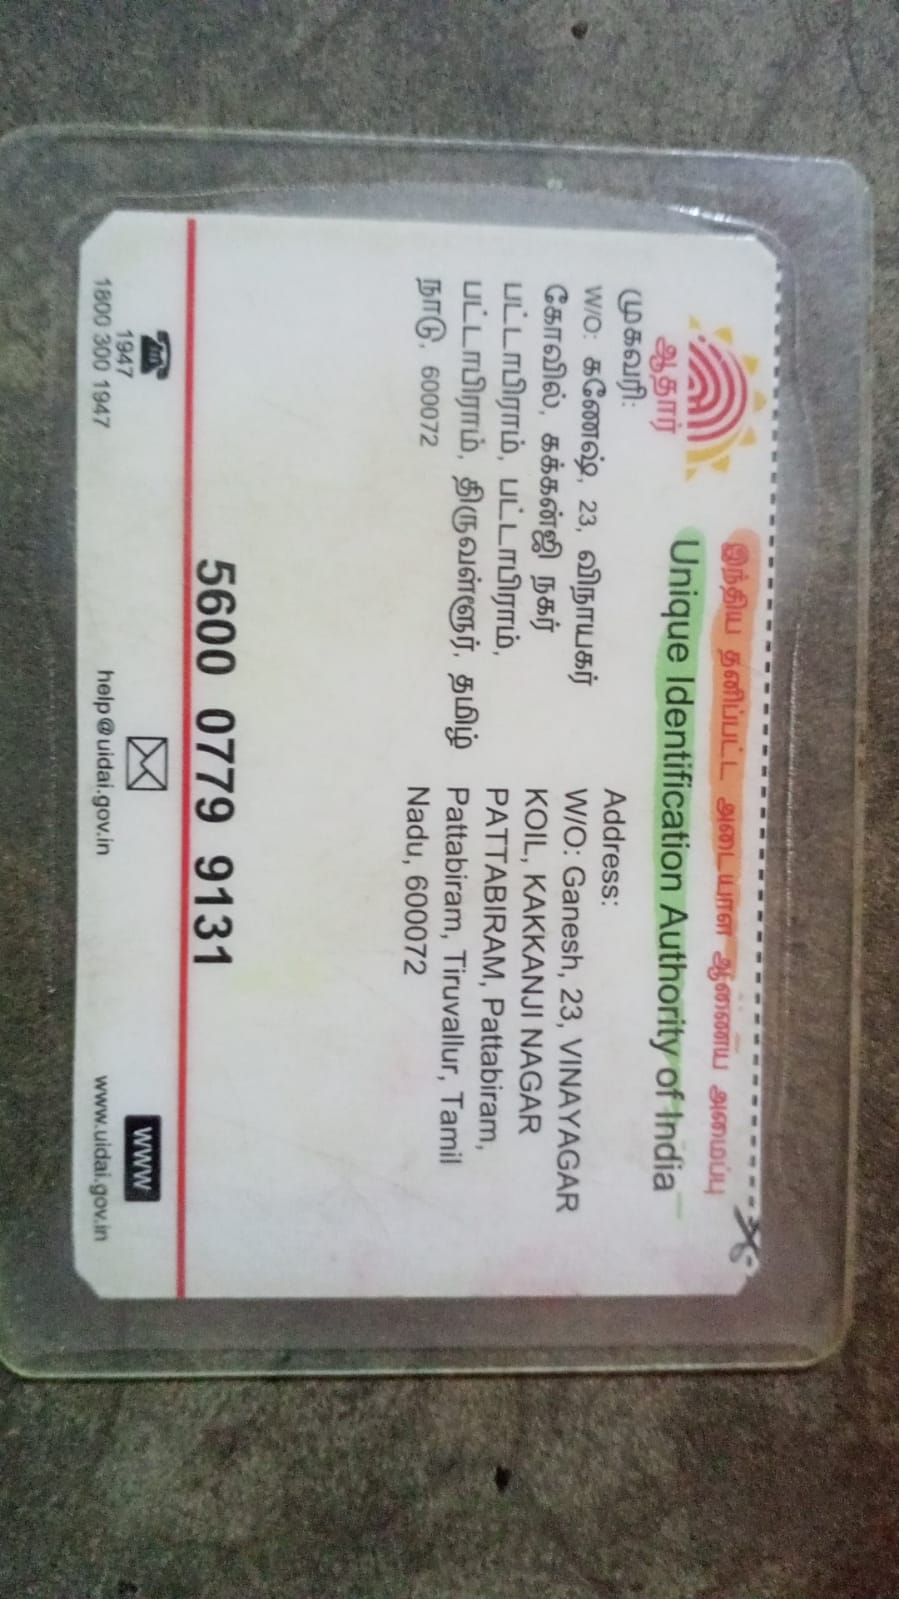 இந்திய தனிப்பட்ட அடையாள ஆணைய அமைப்பு
Unique Identification Authority of India
ஆதார்
முகவரி:
W/O: கணேஷ், 23, விநாயகர்
கோவில், கக்கன்ஜி நகர்
பட்டாபிராம், பட்டாபிராம்,
பட்டாபிராம், திருவள்ளூர், தமிழ்
நாடு, 600072
Address:
W/O: Ganesh, 23, VINAYAGAR
KOIL, KAKKANJI NAGAR
PATTABIRAM, Pattabiram,
Pattabiram, Tiruvallur, Tamil
Nadu, 600072
5600 0779 9131
1947
1800 300 1947
help@uidai.gov.in
WWW
www.uidai.gov.in